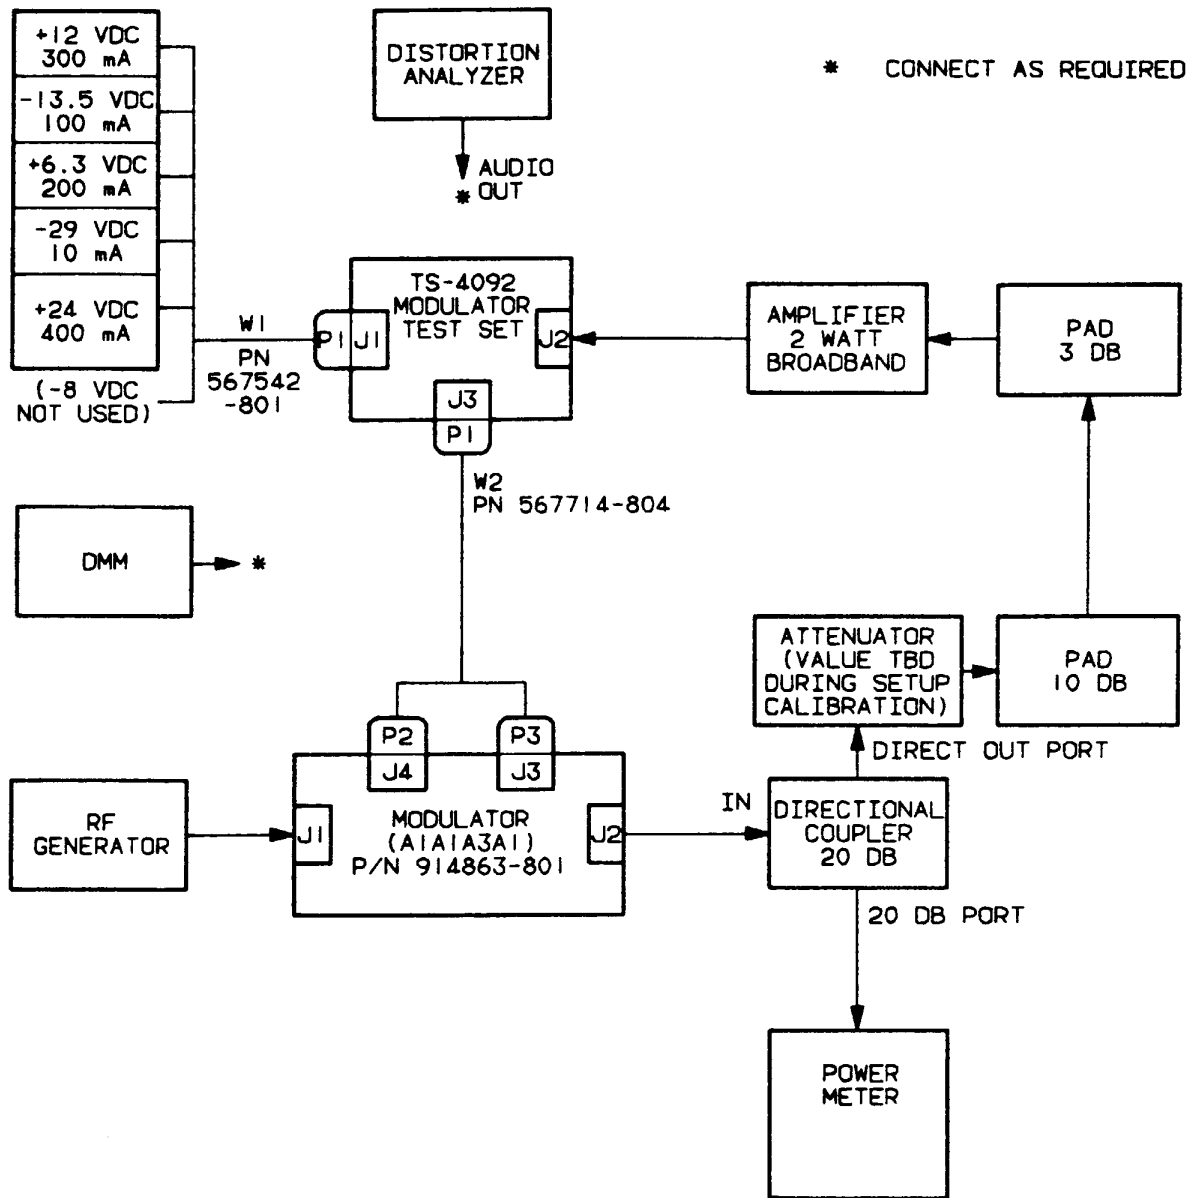 +12 VDC
300 mA
-13.5 VDC
100 mA
+6.3 VDC
200 mA
-29 VDC
10 mA
+24 VDC
400 mA
(-8 VDC
NOT USED)
DISTORTION
ANALYZER
AUDIO
* OUT
* CONNECT AS REQUIRED
W1
PN
567542
-801
P1
J1
TS-4092
MODULATOR
TEST SET
J2
J3
P1
AMPLIFIER
2 WATT
BROADBAND
PAD
3 DB
W2
PN 567714-804
DMM
*
ATTENUATOR
(VALUE TBD
DURING SETUP
CALIBRATION)
PAD
10 DB
DIRECT OUT PORT
P2
J4
P3
J3
RF
GENERATOR
J1
MODULATOR
(A1A1A3A1)
P/N 914863-801
J2
IN
DIRECTIONAL
COUPLER
20 DB
20 DB PORT
POWER
METER